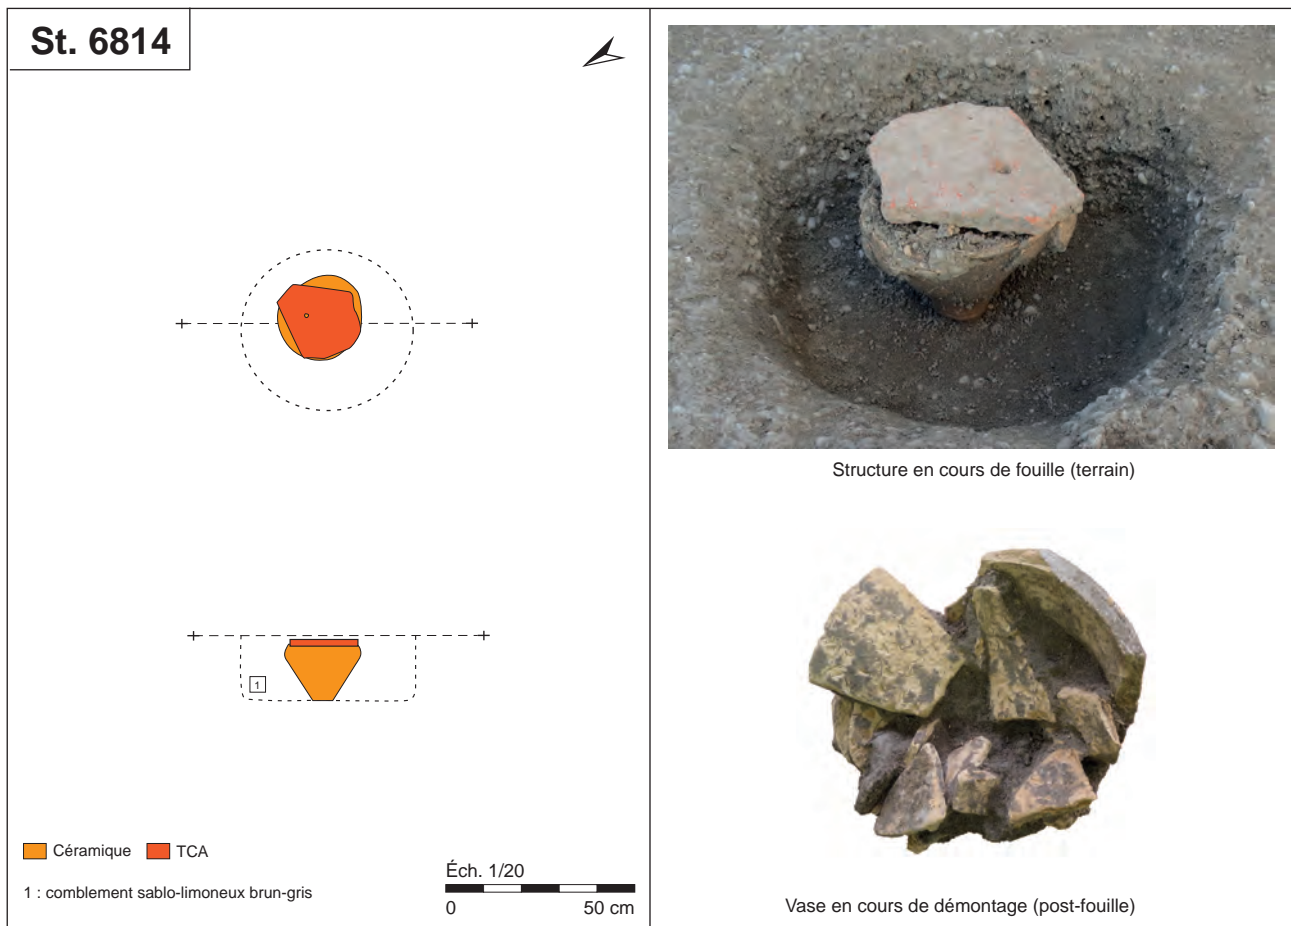 St. 6814
1
Céramique
TCA
1 : comblement sablo-limoneux brun-gris
Éch. 1/20
0
50 cm
Structure en cours de fouille (terrain)
Vase en cours de démontage (post-fouille)